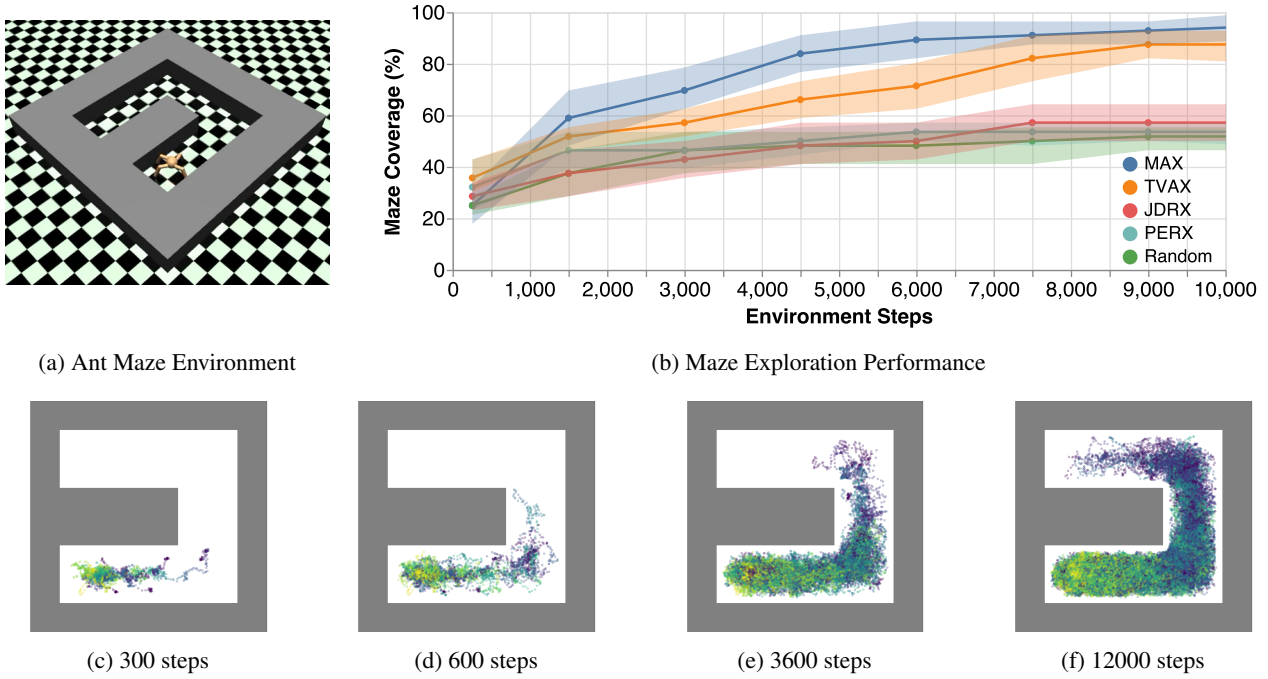 100
80
60
40
20
0
Maze Coverage (%)
MAX
TVAX
JDRX
PERX
Random
0 1,000 2,000 3,000 4,000 5,000 6,000 7,000 8,000 9,000 10,000
Environment Steps
(a) Ant Maze Environment
(b) Maze Exploration Performance
(c) 300 steps
(d) 600 steps
(e) 3600 steps
(f) 12000 steps